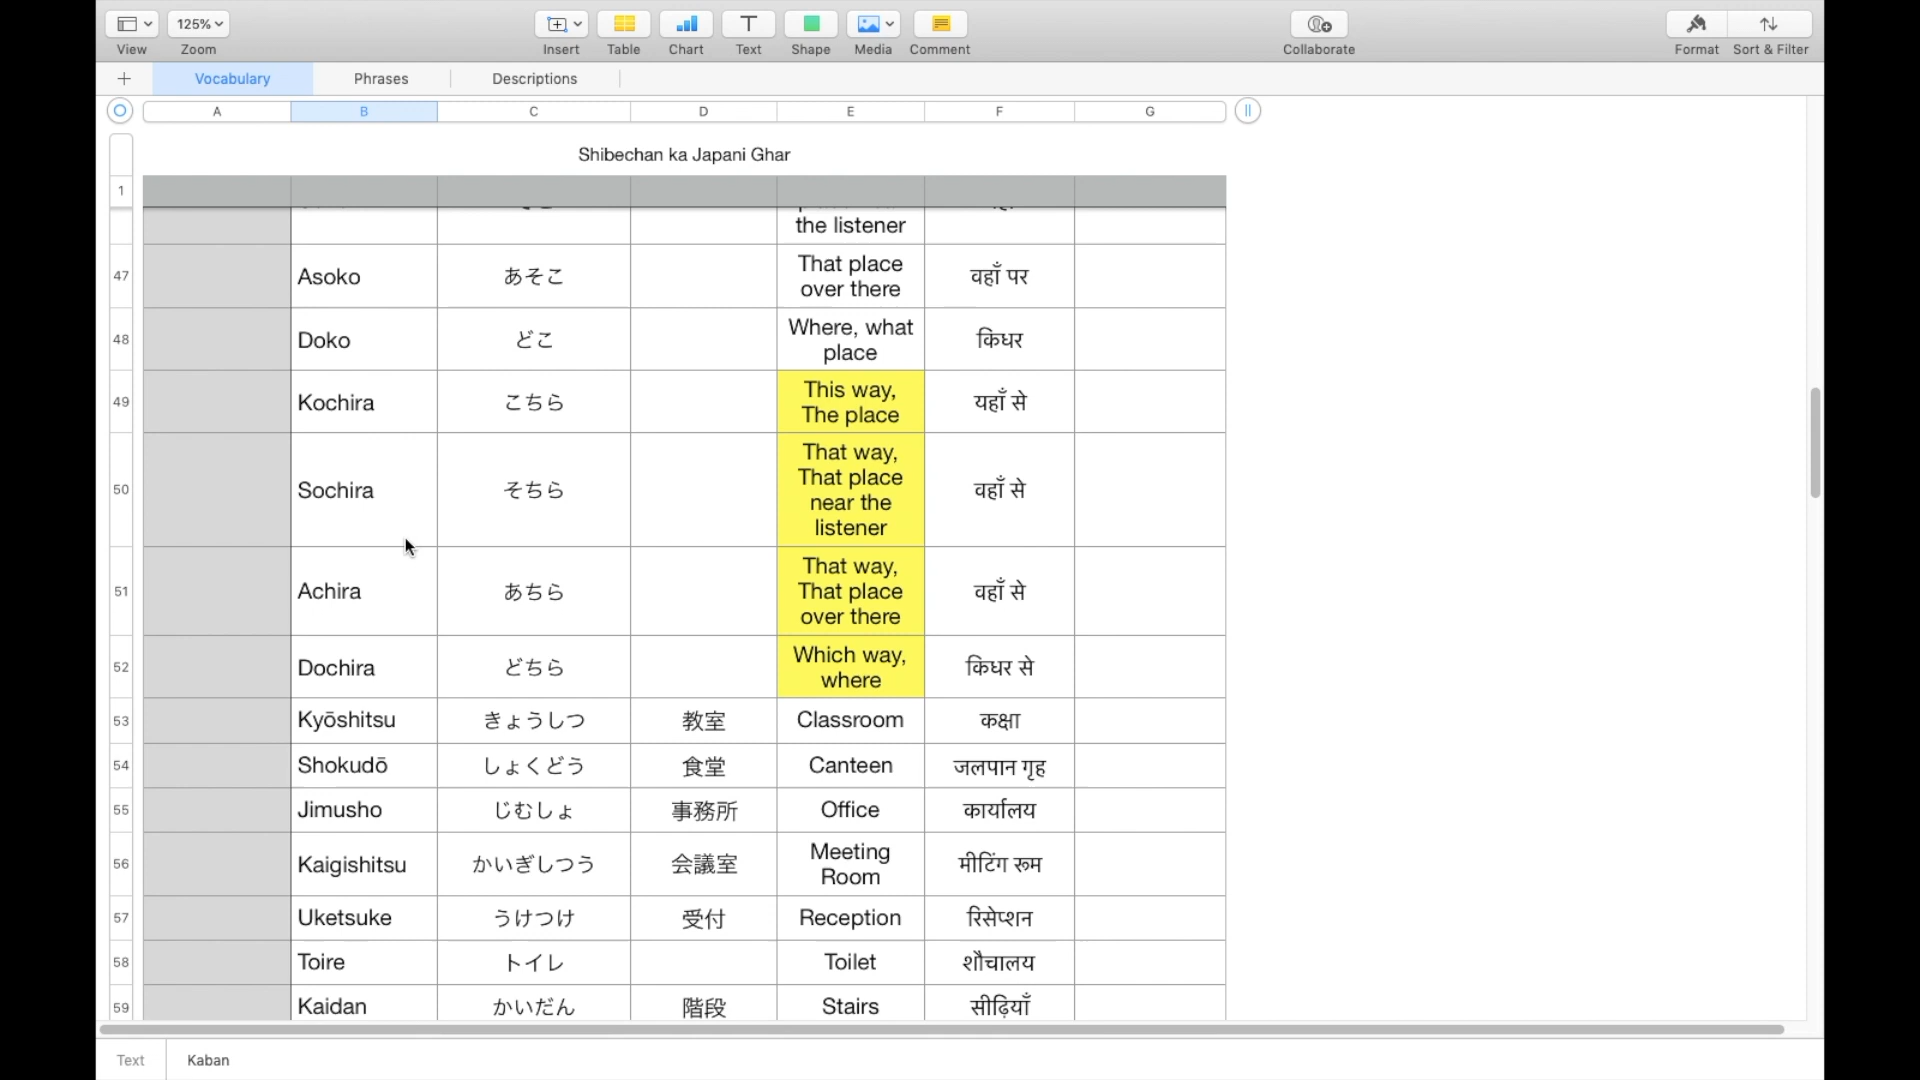 125%
View
Zoom
Insert
Table
Chart
Text
Shape
Media
Comment
Collaborate
Format
Sort & Filter
Vocabulary
Phrases
Descriptions
A B C D E F G
Shibechan ka Japani Ghar
1
the listener
47 Asoko あそこ That place over there वहाँ पर
48 Doko どこ Where, what place किधर
49 Kochira こちら This way, The place यहाँ से
50 Sochira そちら That way, That place near the listener वहाँ से
51 Achira あちら That way, That place over there वहाँ से
52 Dochira どちら Which way, where किधर से
53 Kyōshitsu きょうしつ 教室 Classroom कक्षा
54 Shokudō しょくどう 食堂 Canteen जलपान गृह
55 Jimusho じむしょ 事務所 Office कार्यालय
56 Kaigishitsu かいぎしつう 会議室 Meeting Room मीटिंग रूम
57 Uketsuke うけつけ 受付 Reception रिसेप्शन
58 Toire トイレ Toilet शौचालय
59 Kaidan かいだん 階段 Stairs सीढ़ियाँ
Text
Kaban